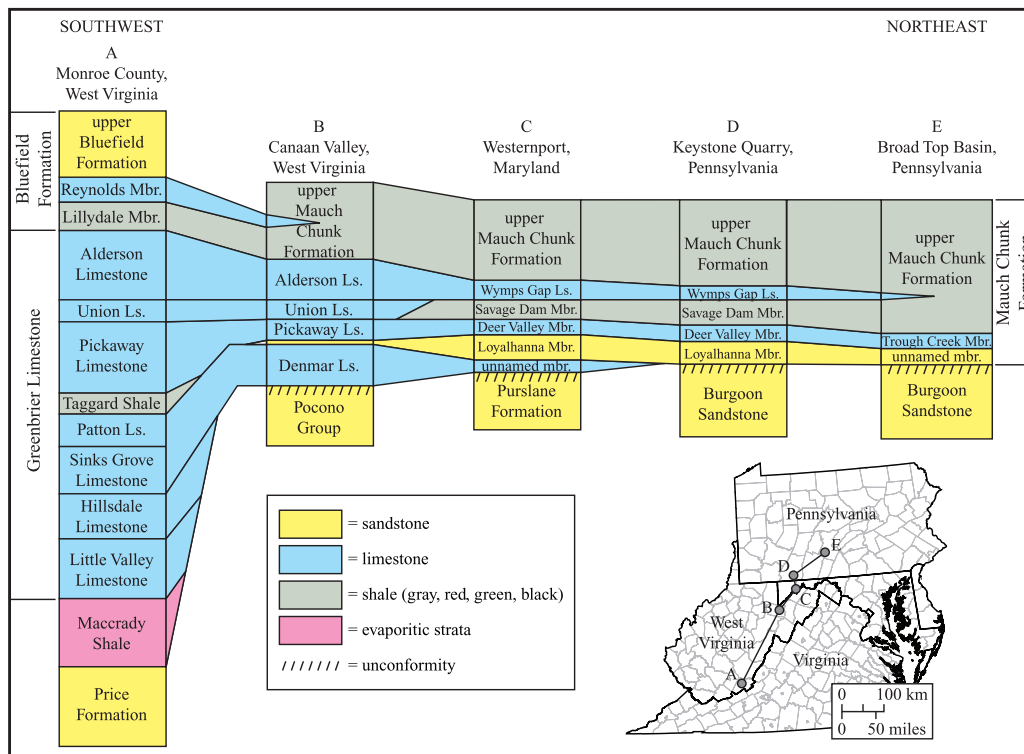 SOUTHWEST
NORTHEAST
A
Monroe County,
West Virginia
B
Canaan Valley,
West Virginia
C
Westernport,
Maryland
D
Keystone Quarry,
Pennsylvania
E
Broad Top Basin,
Pennsylvania
Bluefield
Formation
Greenbrier Limestone
upper
Bluefield
Formation
Reynolds Mbr.
Lillydale Mbr.
Alderson
Limestone
Union Ls.
Pickaway
Limestone
Taggard Shale
Patton Ls.
Sinks Grove
Limestone
Hillsdale
Limestone
Little Valley
Limestone
Maccrady
Shale
Price
Formation
upper
Mauch
Chunk
Formation
Alderson Ls.
Union Ls.
Pickaway Ls.
Denmar Ls.
Pocono
Group
upper
Mauch Chunk
Formation
Wymps Gap Ls.
Savage Dam Mbr.
Deer Valley Mbr.
Loyalhanna Mbr.
unnamed mbr.
Purslane
Formation
upper
Mauch Chunk
Formation
Wymps Gap Ls.
Savage Dam Mbr.
Deer Valley Mbr.
Loyalhanna Mbr.
Burgoon
Sandstone
upper
Mauch Chunk
Formation
Trough Creek Mbr.
unnamed mbr.
Burgoon
Sandstone
Mauch Chunk
Formation
= sandstone
= limestone
= shale (gray, red, green, black)
= evaporitic strata
= unconformity
Pennsylvania
E
D
C
B
West
Virginia
Virginia
A
0 100 km
0 50 miles